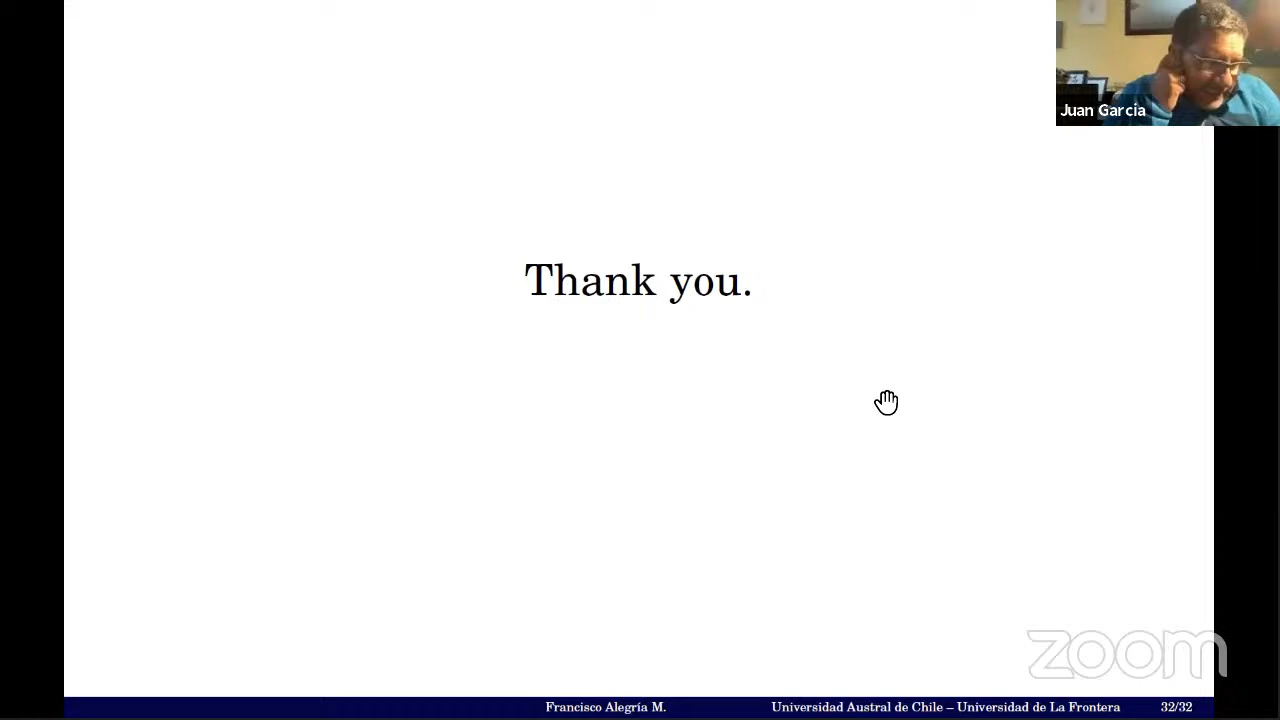 Juan Garcia
Thank you.
zoom
Francisco Alegría M. Universidad Austral de Chile – Universidad de La Frontera 32/32